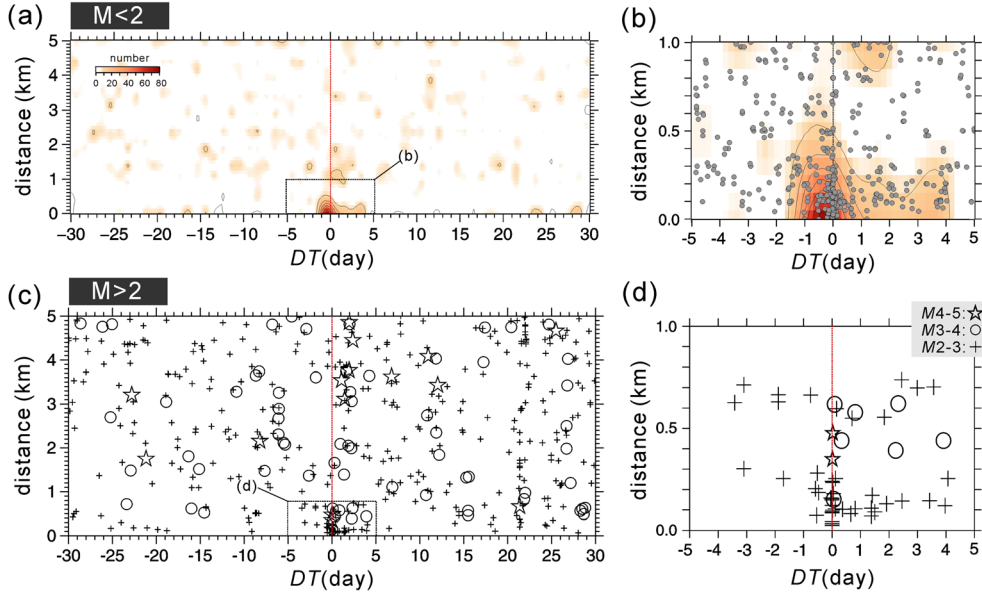 (a) M<2
5
4
3
2
1
0
distance (km)
number
0 20 40 60 80
(b)
−30 −25 −20 −15 −10 −5 0 5 10 15 20 25 30
DT(day)
(b)
1.0
0.5
0.0
distance (km)
-5 -4 -3 -2 -1 0 1 2 3 4 5
DT(day)
(c) M>2
5
4
3
2
1
0
distance (km)
(d)
−30 −25 −20 −15 −10 −5 0 5 10 15 20 25 30
DT(day)
(d)
M4-5:
M3-4:
M2-3:
1.0
0.5
0.0
distance (km)
-5 -4 -3 -2 -1 0 1 2 3 4 5
DT(day)